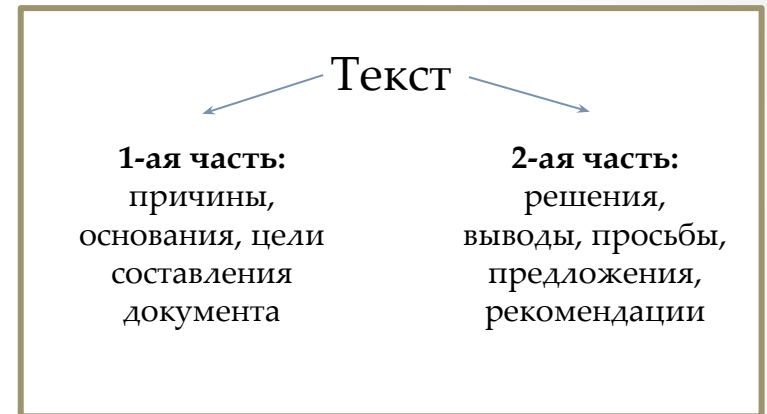 Текст
1-ая часть:
причины,
основания, цели
составления
документа
2-ая часть:
решения,
выводы, просьбы,
предложения,
рекомендации